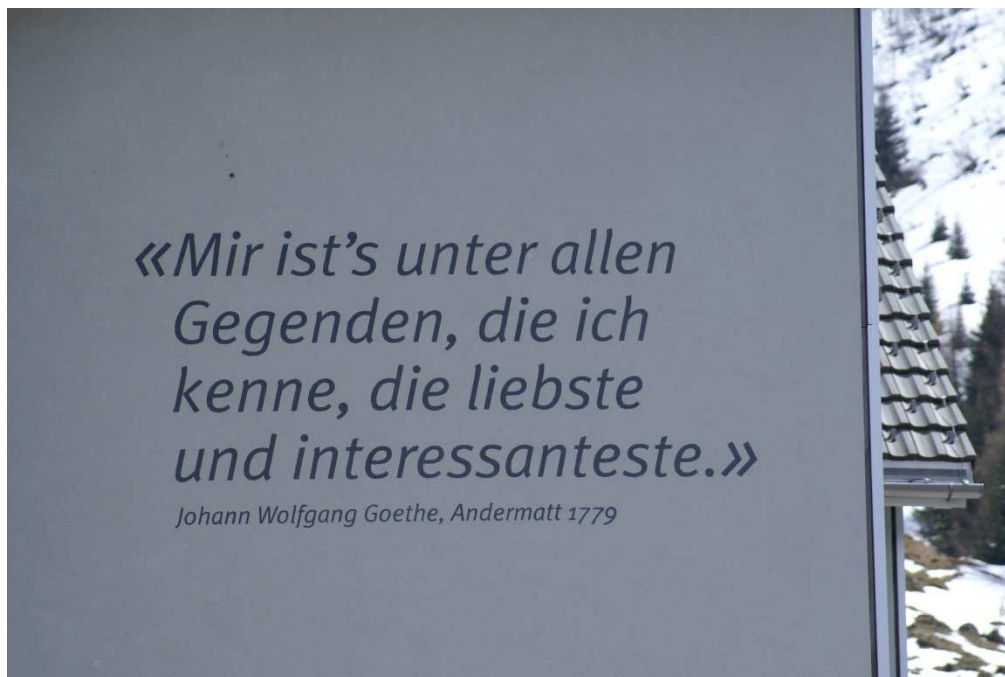 «Mir ist’s unter allen
Gegenden, die ich
kenne, die liebste
und interessanteste.»
Johann Wolfgang Goethe, Andermatt 1779